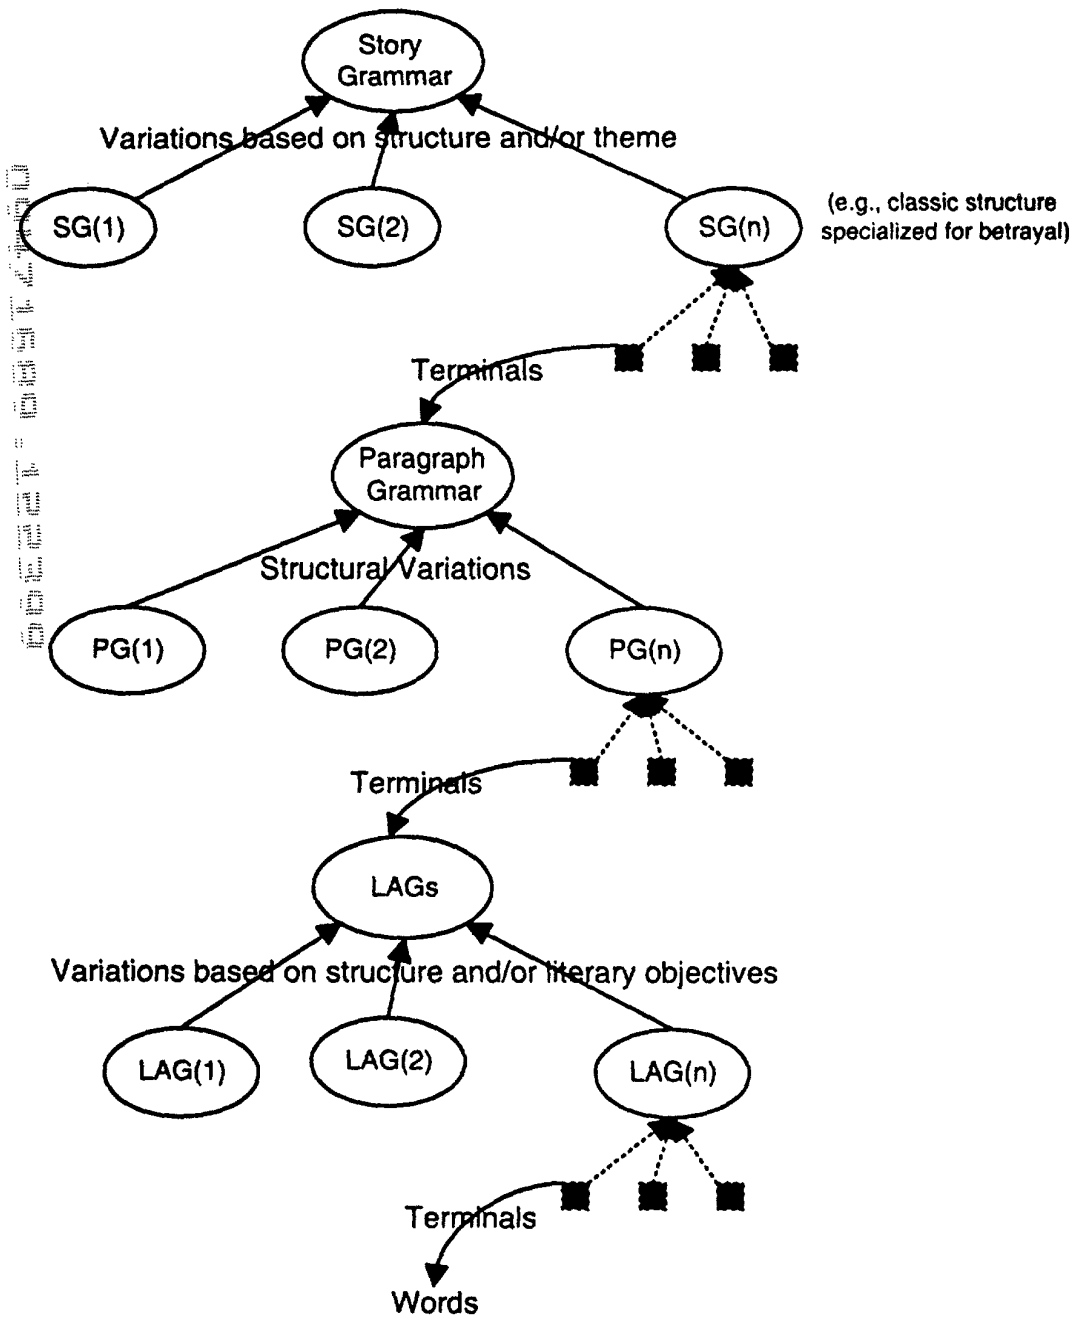 Story
Grammar
Variations based on structure and/or theme
SG(1)
SG(2)
SG(n)
(e.g., classic structure
specialized for betrayal)
Terminals
Paragraph
Grammar
Structural Variations
PG(1)
PG(2)
PG(n)
Terminals
LAGs
Variations based on structure and/or literary objectives
LAG(1)
LAG(2)
LAG(n)
Terminals
Words